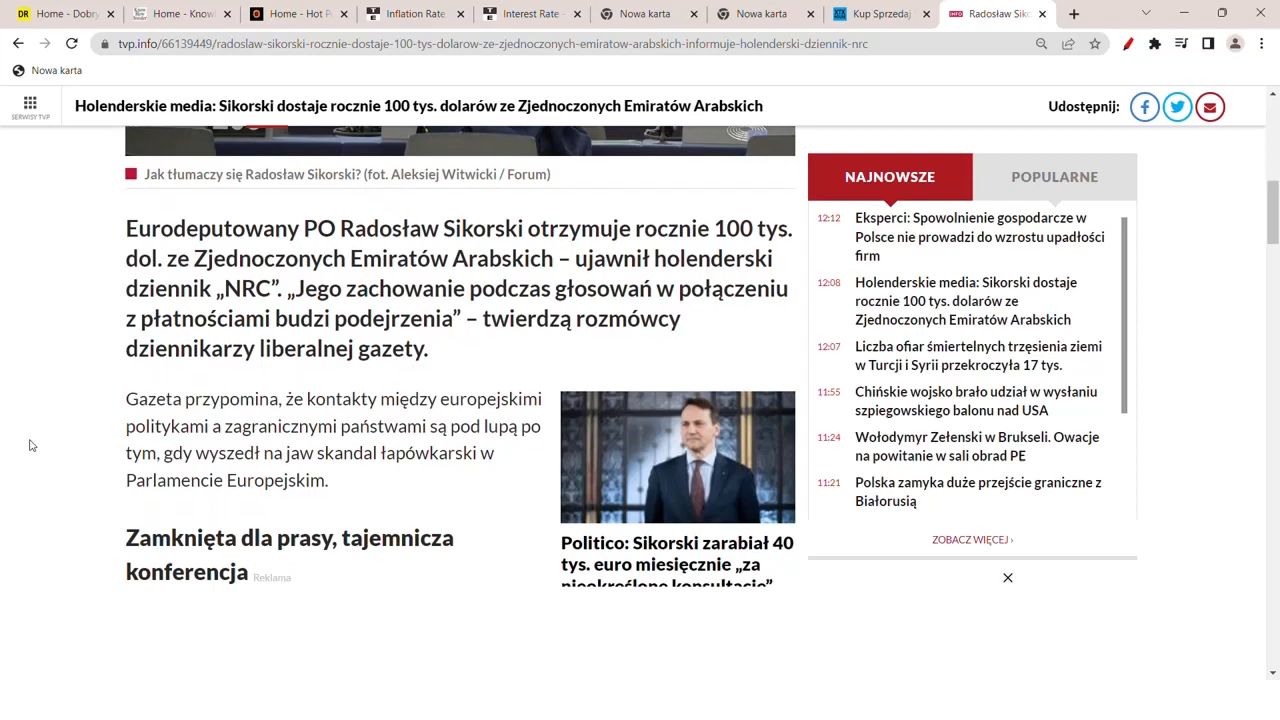 Home - Dobry
Home - Know
Home - Hot P
Inflation Rate
Interest Rate
Nowa karta
Nowa karta
Kup Sprzedaj
Radosław Siko
tvp.info/66139449/radoslaw-sikorski-rocznie-dostaje-100-tys-dolarow-ze-zjednoczonych-emiratow-arabskich-informuje-holenderski-dziennik-nrc
Nowa karta
SERWISY TVP
Holenderskie media: Sikorski dostaje rocznie 100 tys. dolarów ze Zjednoczonych Emiratów Arabskich
Udostępnij:
Jak tłumaczy się Radosław Sikorski? (fot. Aleksiej Witwicki / Forum)
Eurodeputowany PO Radosław Sikorski otrzymuje rocznie 100 tys.
dol. ze Zjednoczonych Emiratów Arabskich – ujawnił holenderski
dziennik „NRC”. „Jego zachowanie podczas głosowań w połączeniu
z płatnościami budzi podejrzenia” – twierdzą rozmówcy
dziennikarzy liberalnej gazety.
Gazeta przypomina, że kontakty między europejskimi
politykami a zagranicznymi państwami są pod lupą po
tym, gdy wyszedł na jaw skandal łapówkarski w
Parlamencie Europejskim.
Zamknięta dla prasy, tajemnicza
konferencja
Reklama
Politico: Sikorski zarabiał 40
tys. euro miesięcznie „za
nieokreślone konsultacje”
NAJNOWSZE
POPULARNE
12:12 Eksperci: Spowolnienie gospodarcze w
Polsce nie prowadzi do wzrostu upadłości
firm
12:08 Holenderskie media: Sikorski dostaje
rocznie 100 tys. dolarów ze
Zjednoczonych Emiratów Arabskich
12:07 Liczba ofiar śmiertelnych trzęsienia ziemi
w Turcji i Syrii przekroczyła 17 tys.
11:55 Chińskie wojsko brało udział w wysłaniu
szpiegowskiego balonu nad USA
11:24 Wołodymyr Zełenski w Brukseli. Owacje
na powitanie w sali obrad PE
11:21 Polska zamyka duże przejście graniczne z
Białorusią
ZOBACZ WIĘCEJ ›